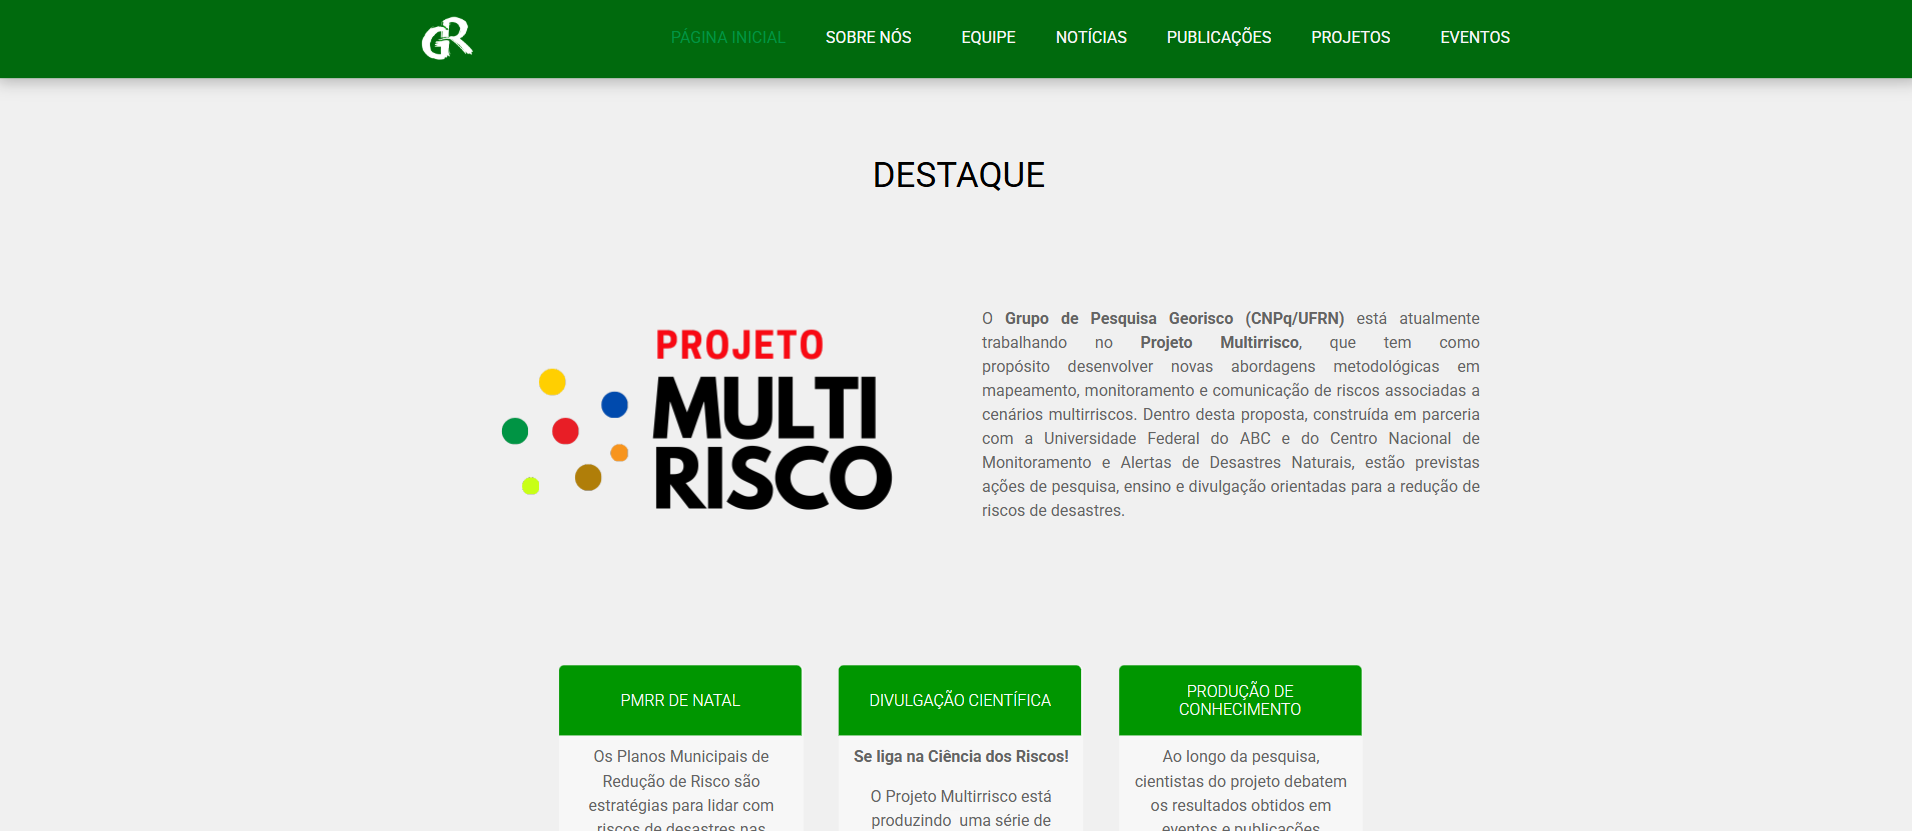 GR
PÁGINA INICIAL
SOBRE NÓS
EQUIPE
NOTÍCIAS
PUBLICAÇÕES
PROJETOS
EVENTOS
DESTAQUE
PROJETO
MULTI
RISCO
O Grupo de Pesquisa Georisco (CNPq/UFRN) está atualmente
trabalhando no Projeto Multirrisco, que tem como
propósito desenvolver novas abordagens metodológicas em
mapeamento, monitoramento e comunicação de riscos associadas a
cenários multirriscos. Dentro desta proposta, construída em parceria
com a Universidade Federal do ABC e do Centro Nacional de
Monitoramento e Alertas de Desastres Naturais, estão previstas
ações de pesquisa, ensino e divulgação orientadas para a redução de
riscos de desastres.
PMRR DE NATAL
Os Planos Municipais de
Redução de Risco são
estratégias para lidar com
riscos de desastres nas
DIVULGAÇÃO CIENTÍFICA
Se liga na Ciência dos Riscos!
O Projeto Multirrisco está
produzindo uma série de
PRODUÇÃO DE
CONHECIMENTO
Ao longo da pesquisa,
cientistas do projeto debatem
os resultados obtidos em
eventos e publicações